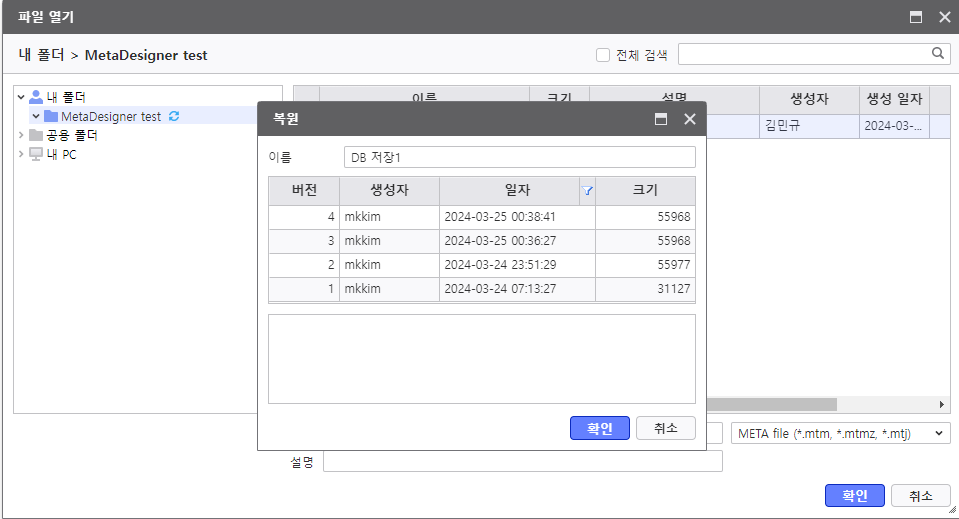 파일 열기
내 폴더 > MetaDesigner test
전체 검색
내 폴더
MetaDesigner test
공용 폴더
내 PC
이름 크기 설명 생성자 생성 일자
김민규 2024-03-...
복원
이름 DB 저장1
버전 생성자 일자 크기
4 mkkim 2024-03-25 00:38:41 55968
3 mkkim 2024-03-25 00:36:27 55968
2 mkkim 2024-03-24 23:51:29 55977
1 mkkim 2024-03-24 07:13:27 31127
확인 취소
META file (*.mtm, *.mtmz, *.mtj)
설명
확인 취소